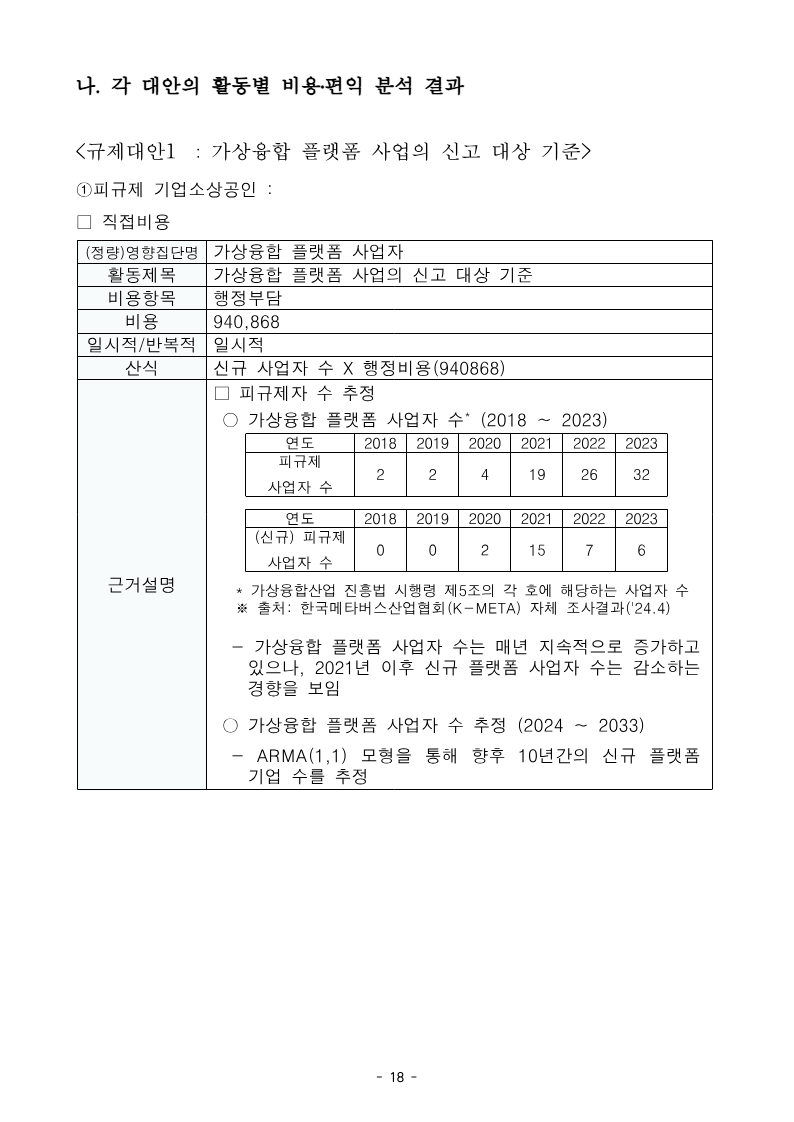 나. 각 대안의 활동별 비용·편익 분석 결과
<규제대안1 : 가상융합 플랫폼 사업의 신고 대상 기준>
①피규제 기업소상공인 :
□ 직접비용
(정량)영향집단명 가상융합 플랫폼 사업자
활동제목 가상융합 플랫폼 사업의 신고 대상 기준
비용항목 행정부담
비용 940,868
일시적/반복적 일시적
산식 신규 사업자 수 X 행정비용(940868)
근거설명
□ 피규제자 수 추정
○ 가상융합 플랫폼 사업자 수* (2018 ~ 2023)
연도 2018 2019 2020 2021 2022 2023
피규제
사업자 수 2 2 4 19 26 32
연도 2018 2019 2020 2021 2022 2023
(신규) 피규제
사업자 수 0 0 2 15 7 6
* 가상융합산업 진흥법 시행령 제5조의 각 호에 해당하는 사업자 수
※ 출처: 한국메타버스산업협회(K-META) 자체 조사결과('24.4)
- 가상융합 플랫폼 사업자 수는 매년 지속적으로 증가하고
있으나, 2021년 이후 신규 플랫폼 사업자 수는 감소하는
경향을 보임
○ 가상융합 플랫폼 사업자 수 추정 (2024 ~ 2033)
- ARMA(1,1) 모형을 통해 향후 10년간의 신규 플랫폼
기업 수를 추정
- 18 -